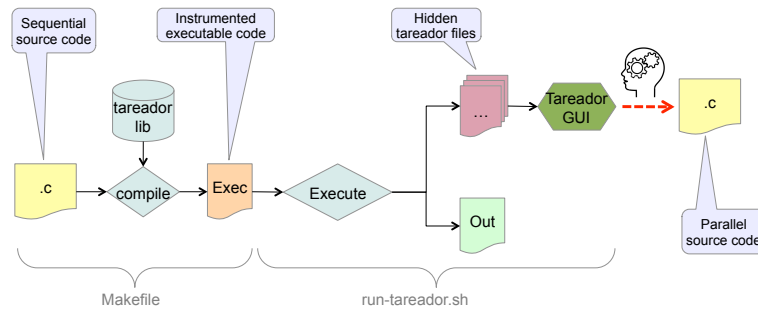 Sequential
source code
Instrumented
executable code
Hidden
tareador files
tareador
lib
.c
compile
Exec
Execute
...
Tareador
GUI
.c
Out
Parallel
source code
Makefile
run-tareador.sh